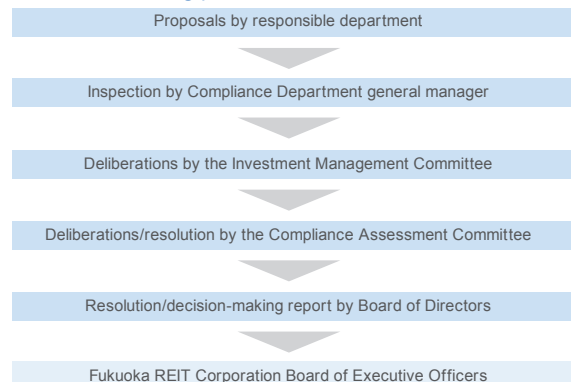 Proposals by responsible department
Inspection by Compliance Department general manager
Deliberations by the Investment Management Committee
Deliberations/resolution by the Compliance Assessment Committee
Resolution/decision-making report by Board of Directors
Fukuoka REIT Corporation Board of Executive Officers